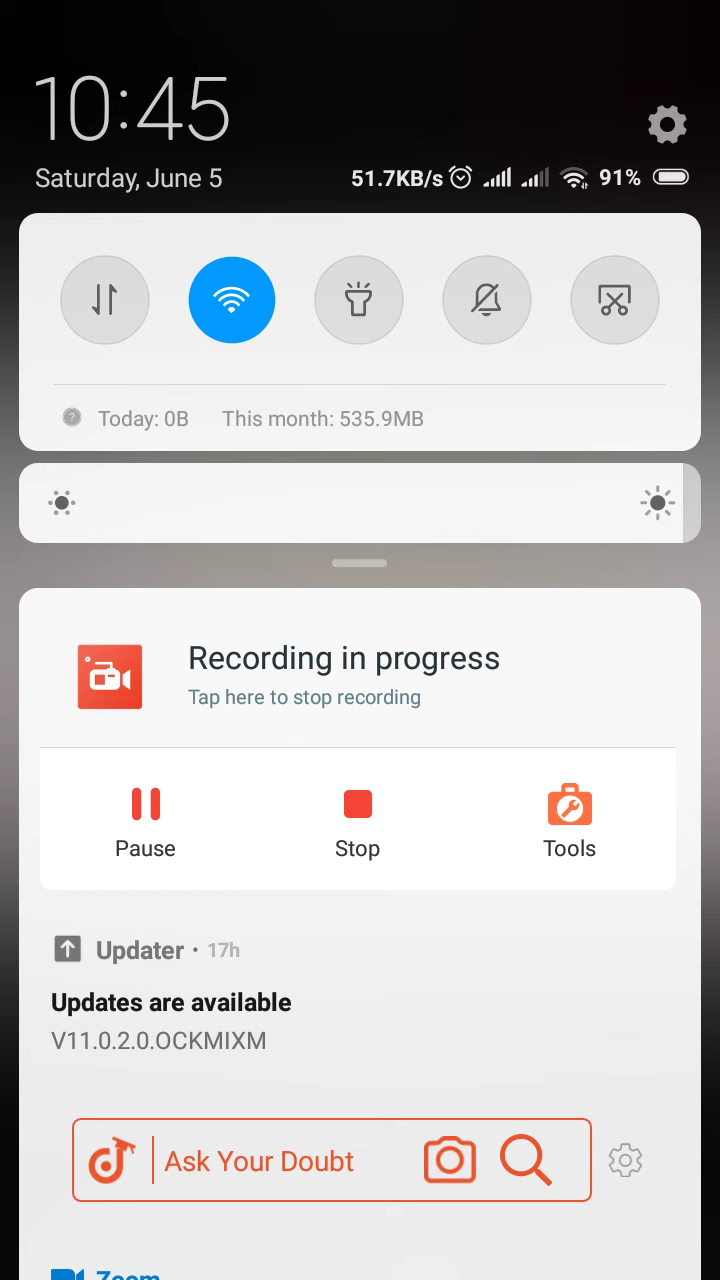 10:45
Saturday, June 5
51.7KB/s 91%
Today: 0B This month: 535.9MB
Recording in progress
Tap here to stop recording
Pause Stop Tools
Updater · 17h
Updates are available
V11.0.2.0.OCKMIXM
Ask Your Doubt
Zoom